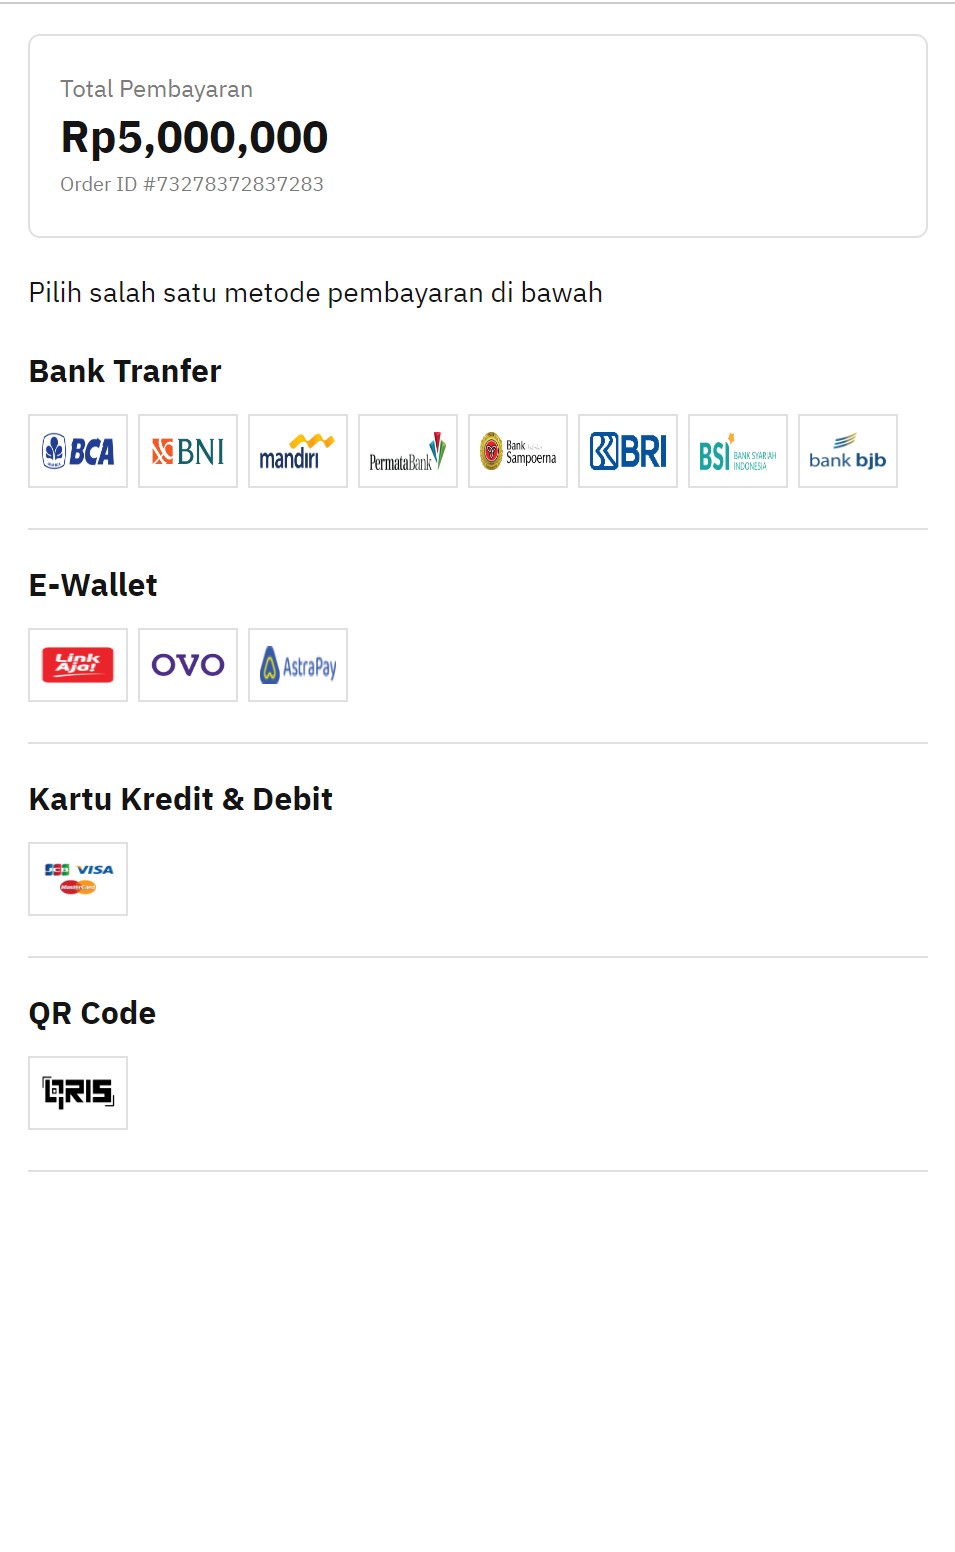 Total Pembayaran
Rp5,000,000
Order ID #73278372837283
Pilih salah satu metode pembayaran di bawah
Bank Tranfer
BCA BNI mandiri PermataBank Bank Sampoerna BRI BSI BANK SYARIAH INDONESIA bank bjb
E-Wallet
Link Aja! OVO AstraPay
Kartu Kredit & Debit
JCB VISA
MasterCard
QR Code
QRIS